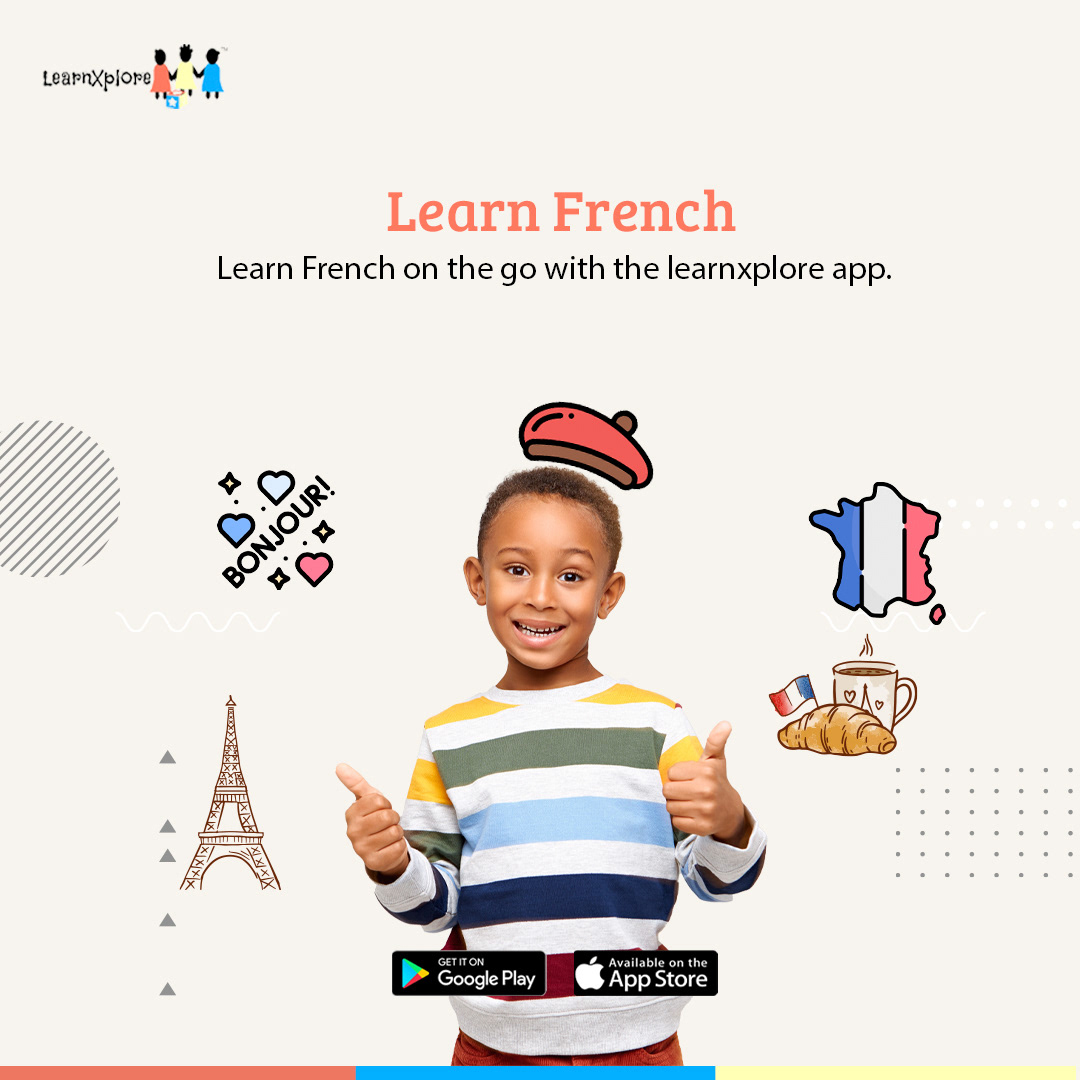 LearnXplore
TM
Learn French
Learn French on the go with the learnxplore app.
BONJOUR!
GET IT ON
Google Play
Available on the
App Store